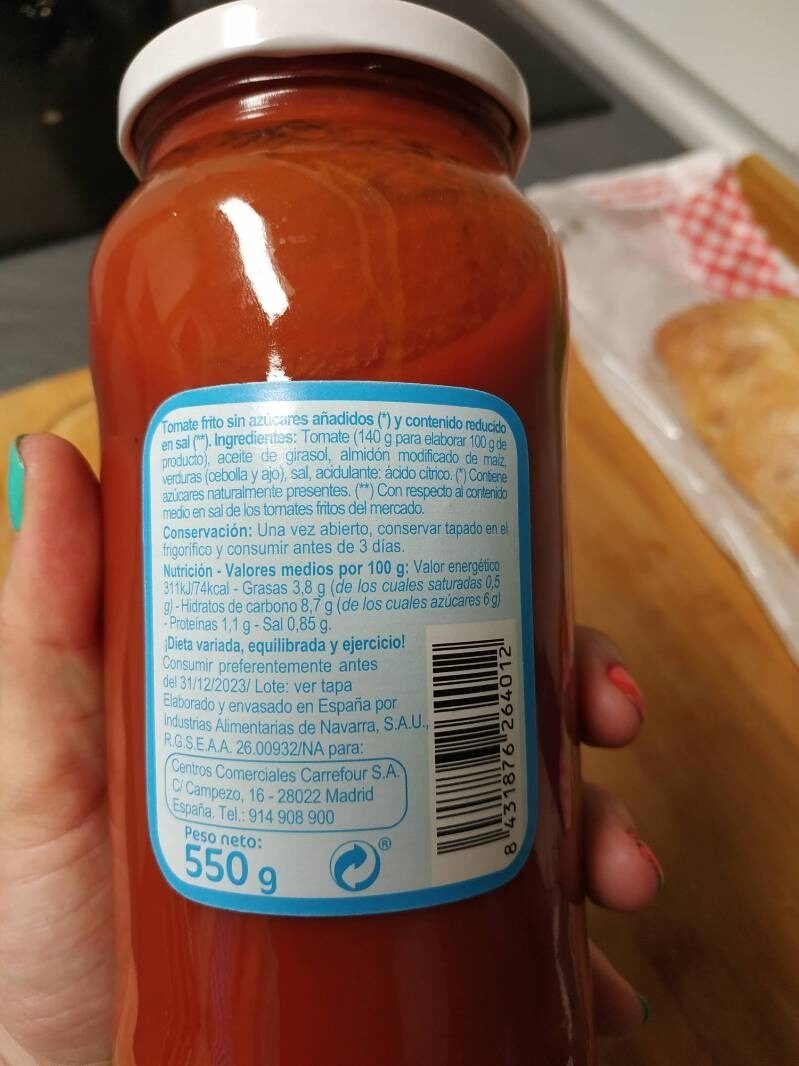 Tomate frito sin azúcares añadidos (*) y contenido reducido
en sal (**). Ingredientes: Tomate (140 g para elaborar 100 g de
producto), aceite de girasol, almidón modificado de maíz,
verduras (cebolla y ajo), sal, acidulante: ácido cítrico. (*) Contiene
azúcares naturalmente presentes. (**) Con respecto al contenido
medio en sal de los tomates fritos del mercado.
Conservación: Una vez abierto, conservar tapado en el
frigorífico y consumir antes de 3 días.
Nutrición - Valores medios por 100 g: Valor energético
311kJ/74kcal - Grasas 3,8 g (de los cuales saturadas 0,5
g) - Hidratos de carbono 8,7 g (de los cuales azúcares 6 g)
- Proteínas 1,1 g - Sal 0,85 g.
¡Dieta variada, equilibrada y ejercicio!
Consumir preferentemente antes
del 31/12/2023/ Lote: ver tapa
Elaborado y envasado en España por
Industrias Alimentarias de Navarra, S.A.U.,
R.G.S.E.A.A. 26.00932/NA para:
Centros Comerciales Carrefour S.A.
C/ Campezo, 16 - 28022 Madrid
España. Tel.: 914 908 900
Peso neto:
550 g
®
8 431876 264012